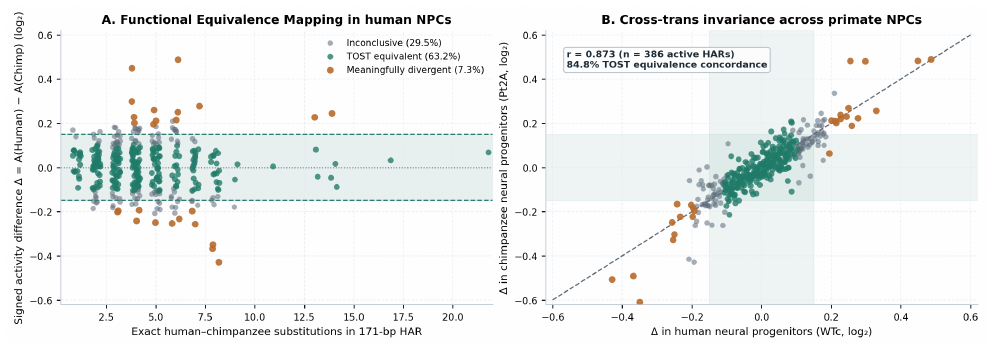 A. Functional Equivalence Mapping in human NPCs
Signed activity difference Δ = A(Human) − A(Chimp) (log₂)
0.6
0.4
0.2
0.0
−0.2
−0.4
−0.6
Inconclusive (29.5%)
TOST equivalent (63.2%)
Meaningfully divergent (7.3%)
2.5 5.0 7.5 10.0 12.5 15.0 17.5 20.0
Exact human–chimpanzee substitutions in 171-bp HAR
B. Cross-trans invariance across primate NPCs
Δ in chimpanzee neural progenitors (Pt2A, log₂)
0.6
0.4
0.2
0.0
−0.2
−0.4
−0.6
r = 0.873 (n = 386 active HARs)
84.8% TOST equivalence concordance
−0.6 −0.4 −0.2 0.0 0.2 0.4 0.6
Δ in human neural progenitors (WTc, log₂)